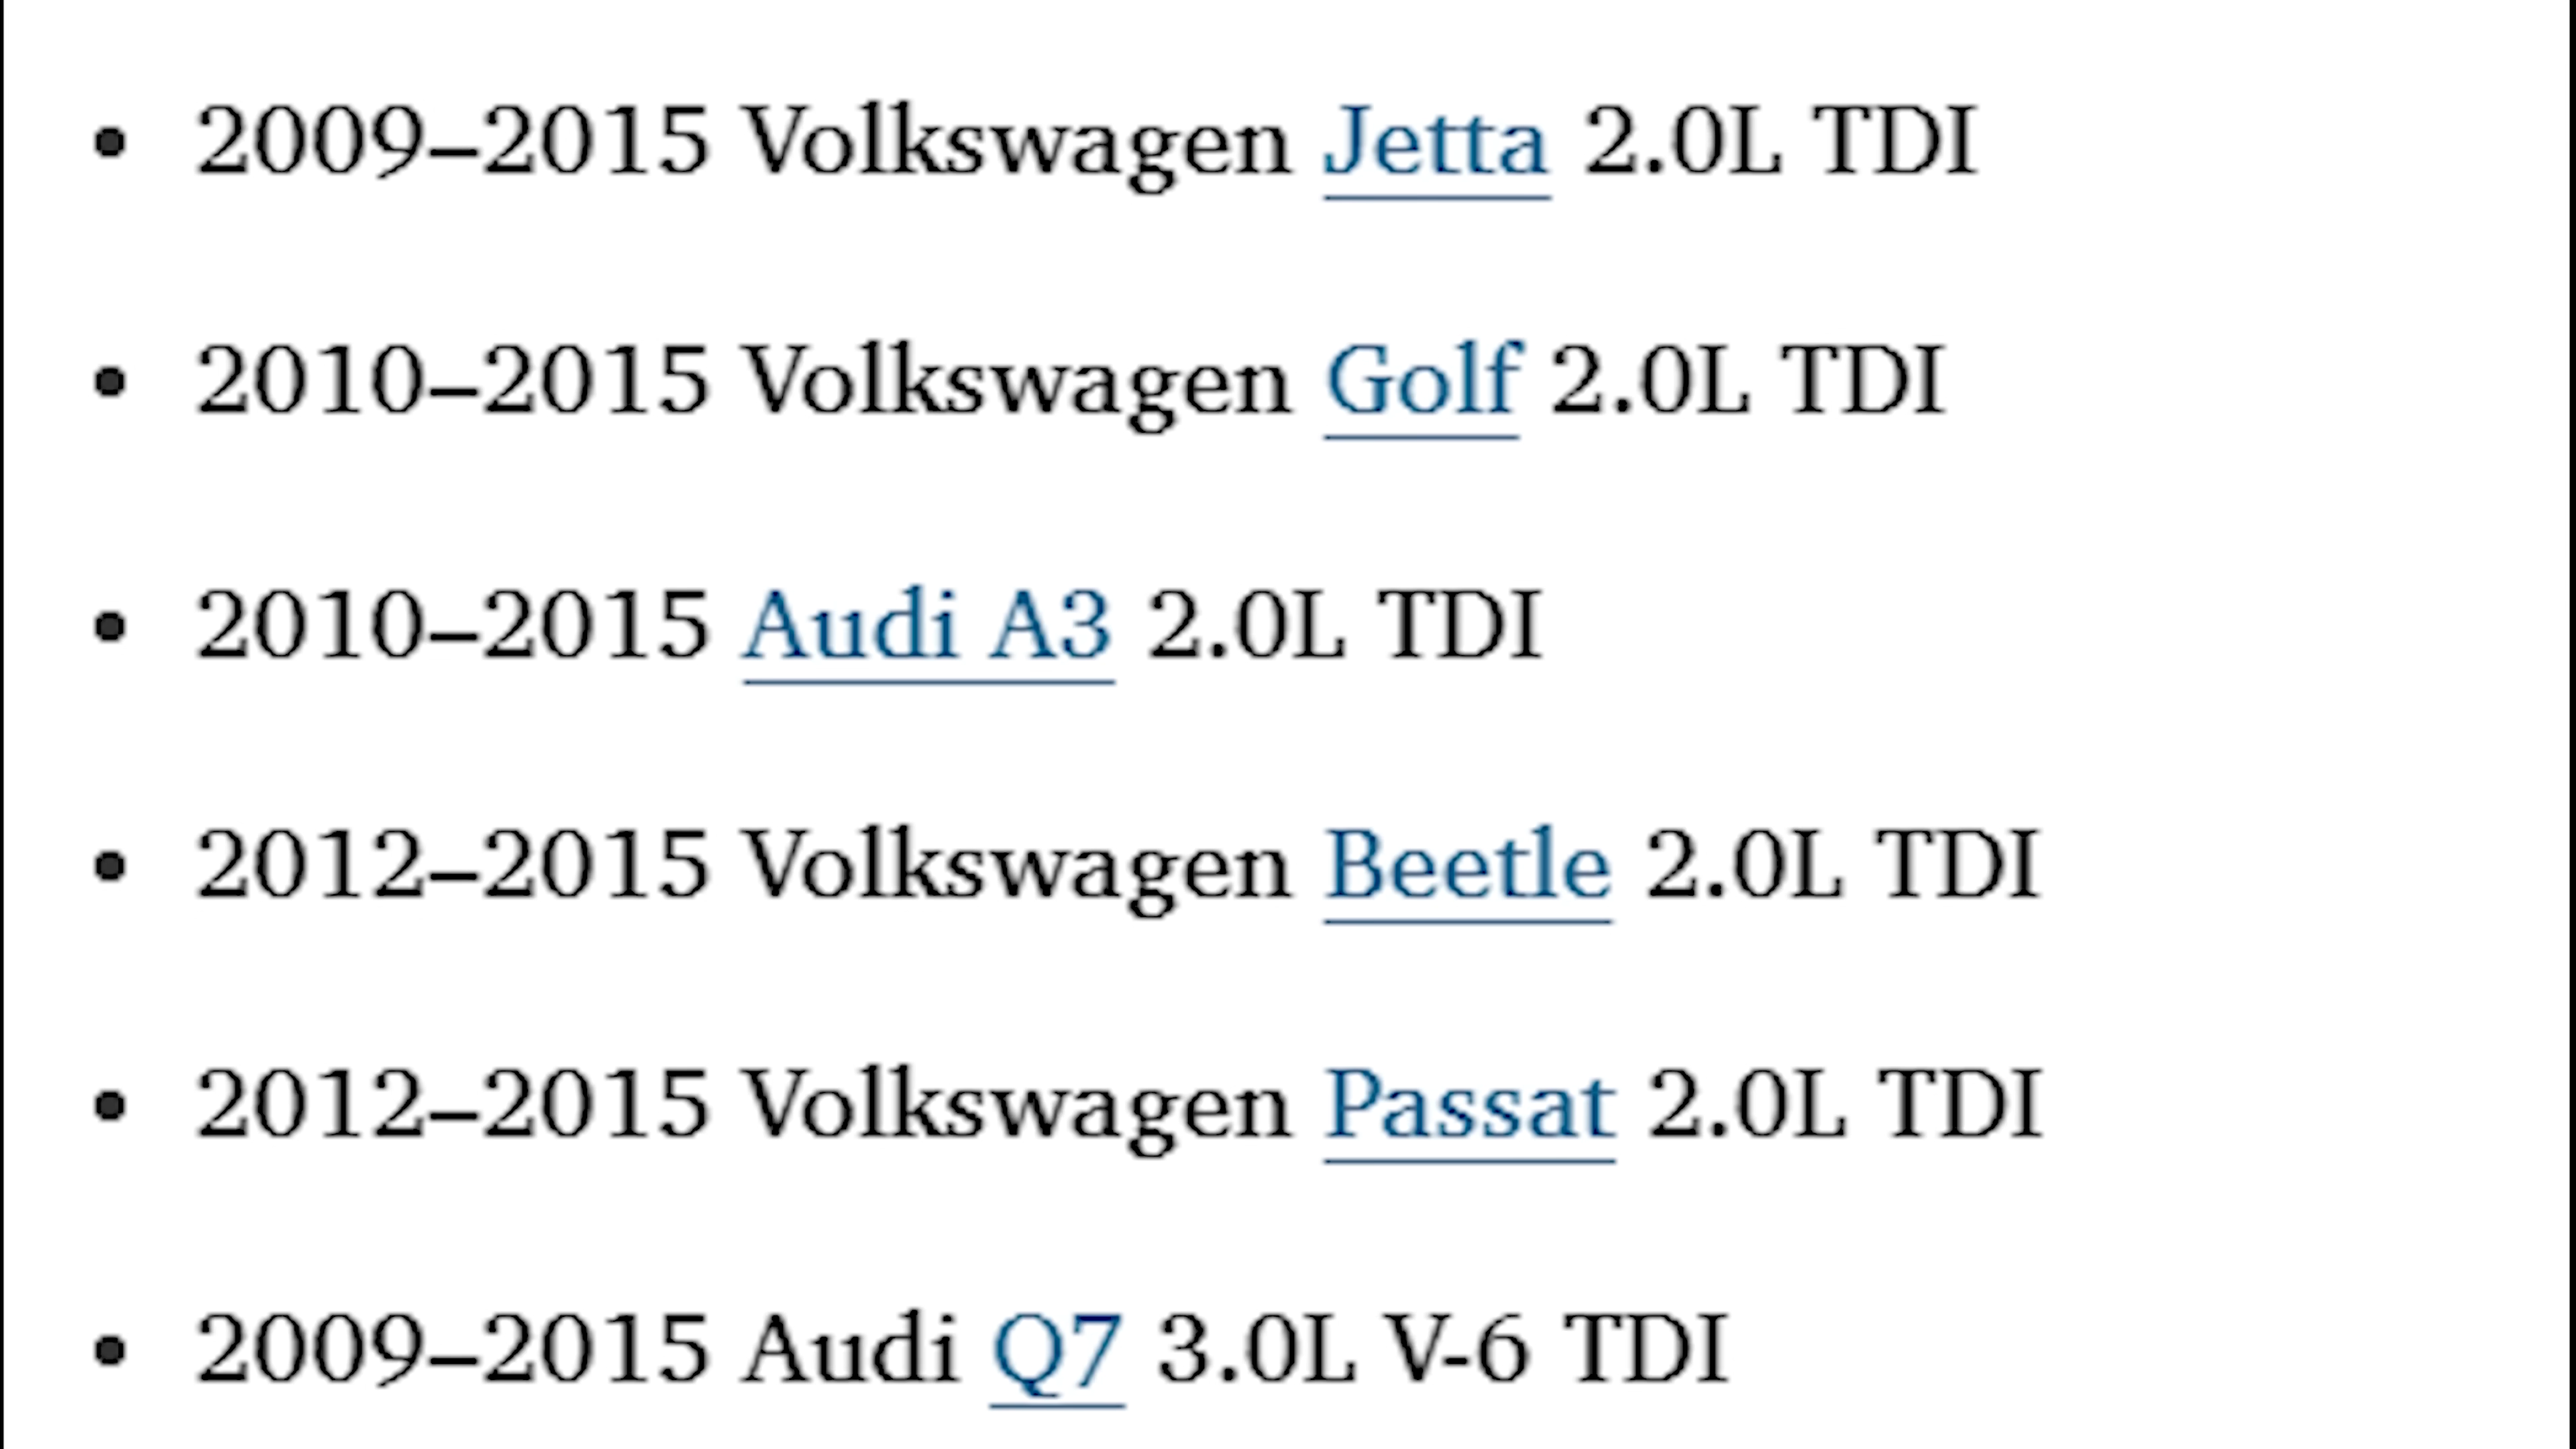 • 2009–2015 Volkswagen Jetta 2.0L TDI
• 2010–2015 Volkswagen Golf 2.0L TDI
• 2010–2015 Audi A3 2.0L TDI
• 2012–2015 Volkswagen Beetle 2.0L TDI
• 2012–2015 Volkswagen Passat 2.0L TDI
• 2009–2015 Audi Q7 3.0L V-6 TDI